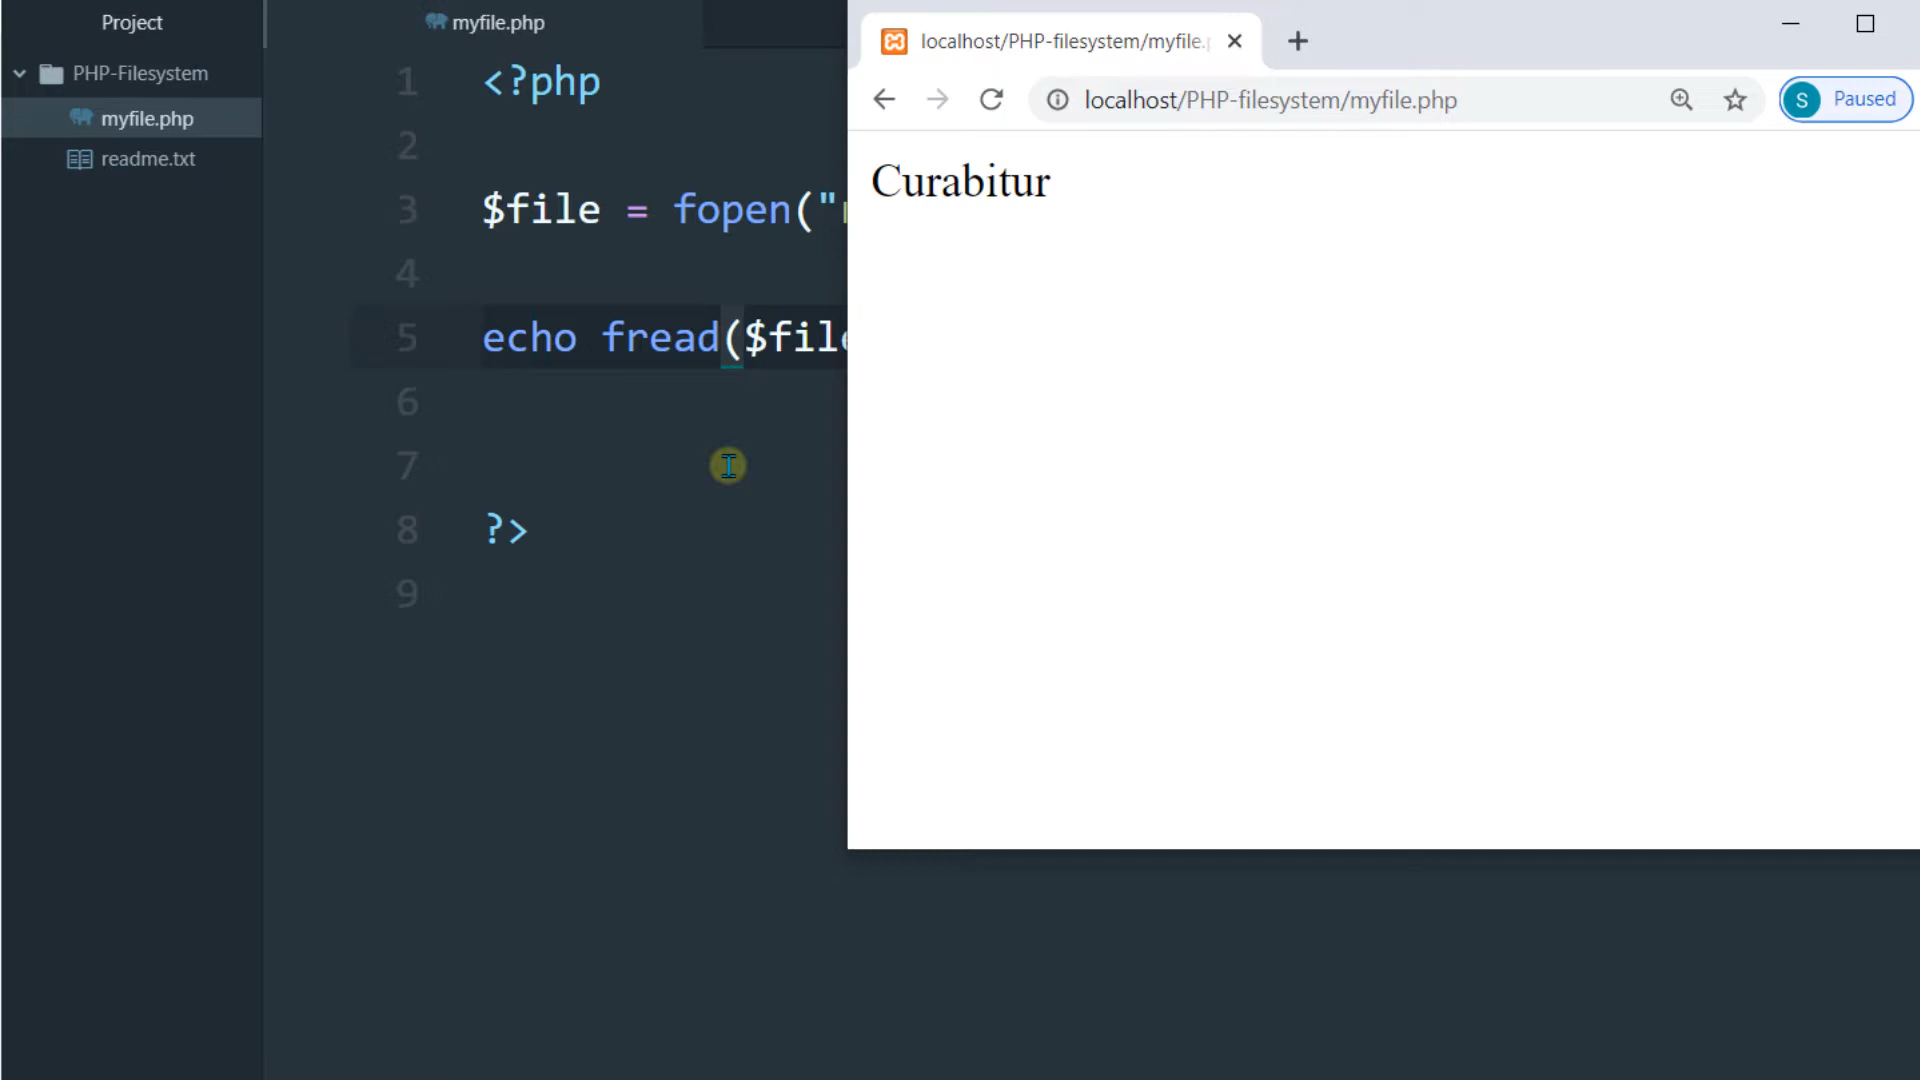 Project
PHP-Filesystem
myfile.php
readme.txt
myfile.php
1 <?php
2
3 $file = fopen("
4
5 echo fread($file
6
7
8 ?>
9
localhost/PHP-filesystem/myfile.p
localhost/PHP-filesystem/myfile.php
S Paused
Curabitur